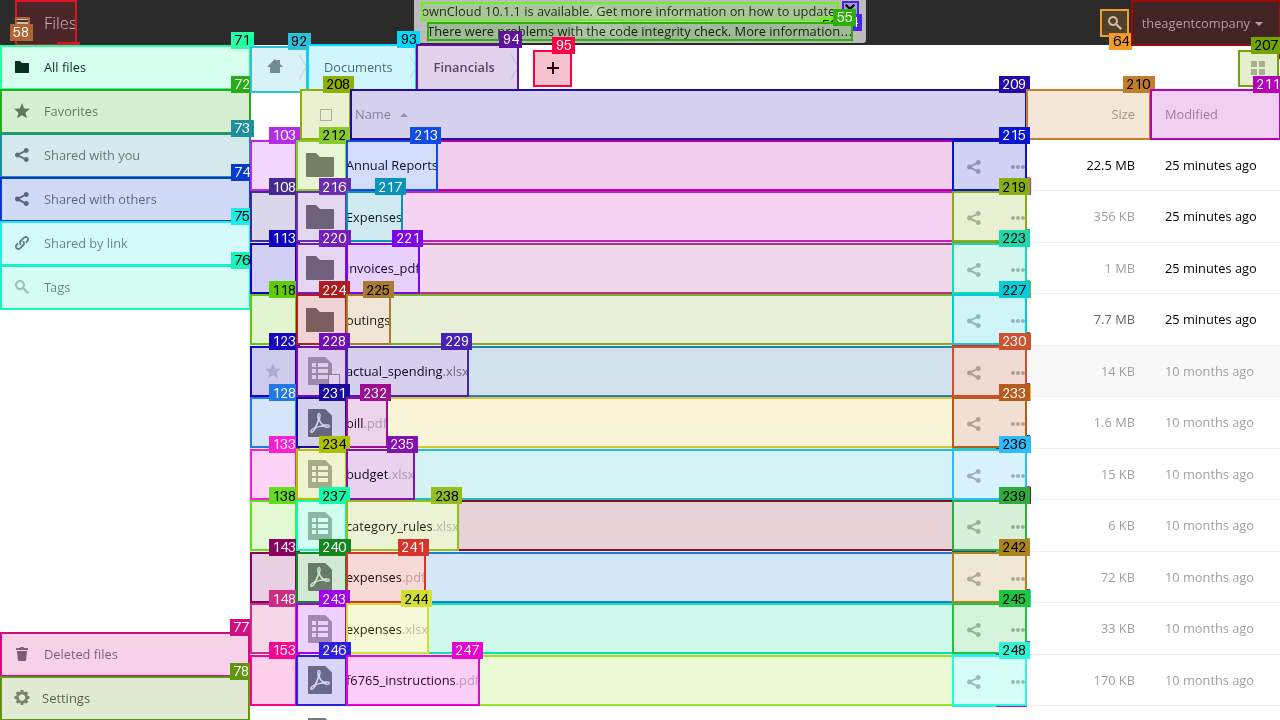 Files
ownCloud 10.1.1 is available. Get more information on how to update
There were problems with the code integrity check. More information...
theagentcompany
58
55
64
71
92
93
94
95
207
All files
Documents
Financials
+
72
208
209
210
211
Favorites
Name
Size
Modified
73
103
212
213
215
Shared with you
Annual Reports
22.5 MB
25 minutes ago
74
108
216
217
219
Shared with others
Expenses
356 KB
25 minutes ago
75
113
220
221
223
Shared by link
invoices_pdf
1 MB
25 minutes ago
76
118
224
225
227
Tags
outings
7.7 MB
25 minutes ago
123
228
229
230
actual_spending.xlsx
14 KB
10 months ago
128
231
232
233
bill.pdf
1.6 MB
10 months ago
133
234
235
236
budget.xlsx
15 KB
10 months ago
138
237
238
239
category_rules.xlsx
6 KB
10 months ago
143
240
241
242
expenses.pdf
72 KB
10 months ago
148
243
244
245
expenses.xlsx
33 KB
10 months ago
77
153
246
247
248
Deleted files
f6765_instructions.pdf
170 KB
10 months ago
78
Settings